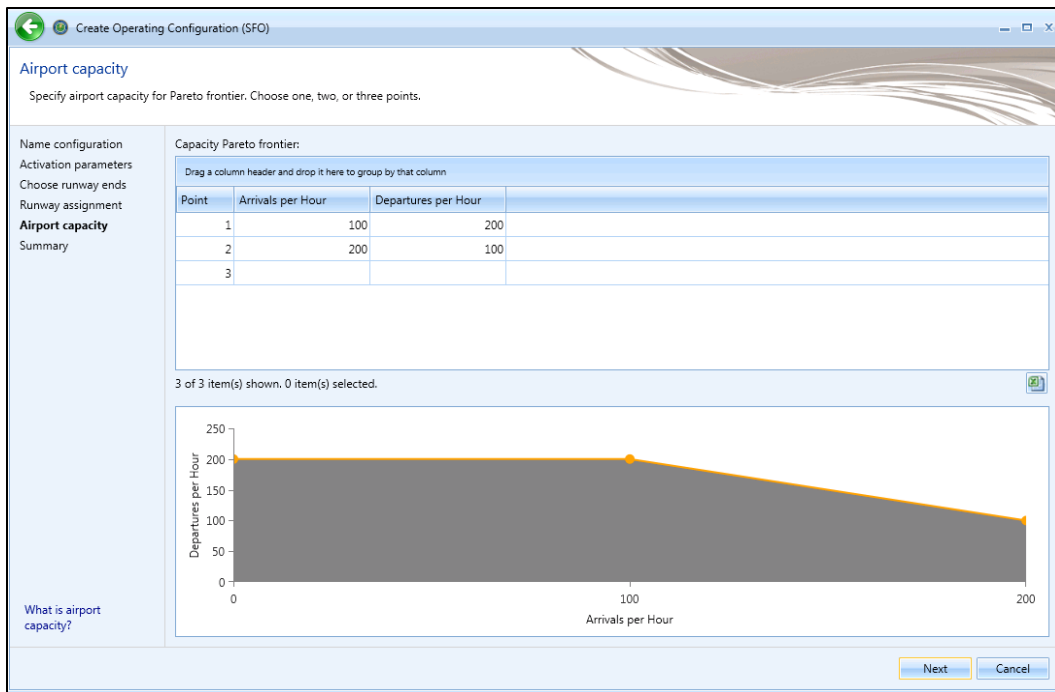 Create Operating Configuration (SFO)
Airport capacity
Specify airport capacity for Pareto frontier. Choose one, two, or three points.
Name configuration
Activation parameters
Choose runway ends
Runway assignment
Airport capacity
Summary
What is airport
capacity?
Capacity Pareto frontier:
Drag a column header and drop it here to group by that column
Point Arrivals per Hour Departures per Hour
1 100 200
2 200 100
3
3 of 3 item(s) shown. 0 item(s) selected.
Departures per Hour
250
200
150
100
50
0
0 100 200
Arrivals per Hour
Next Cancel